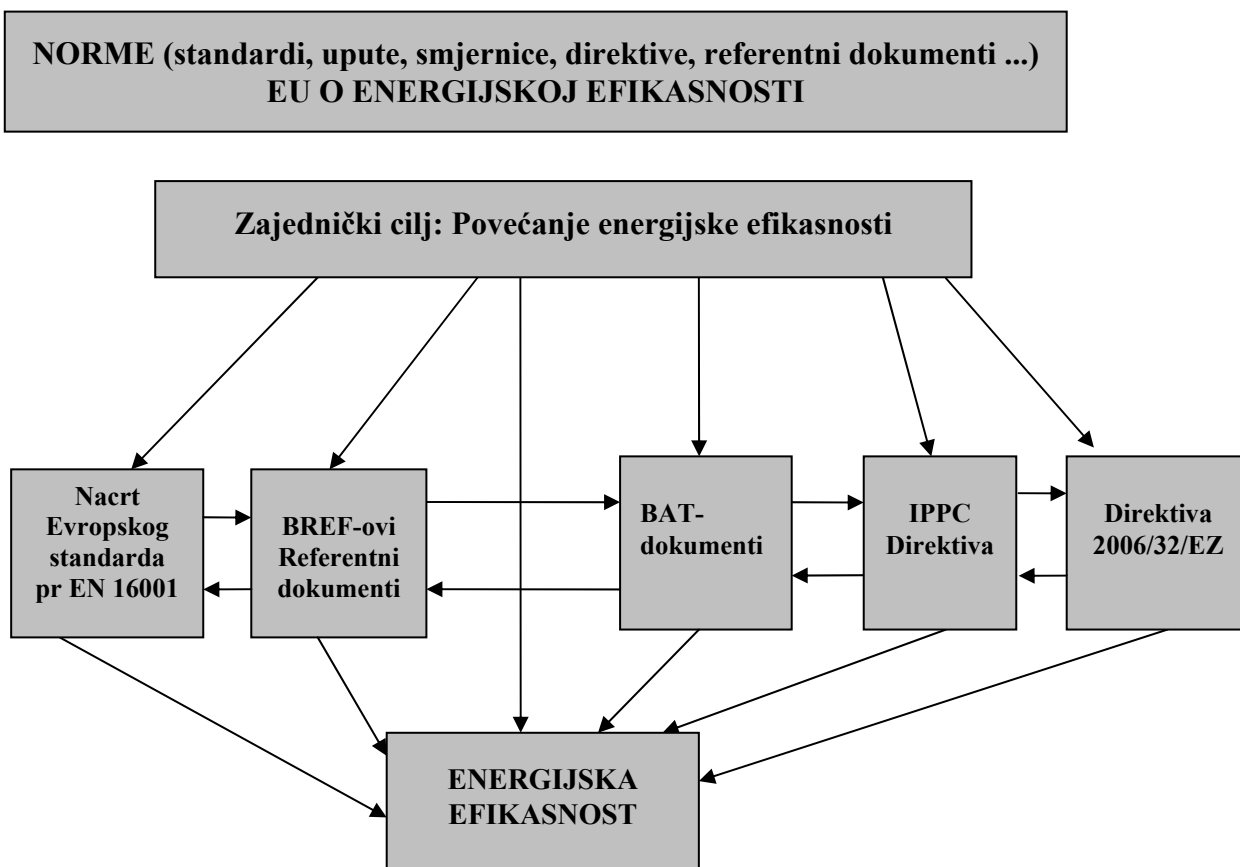 NORME (standardi, upute, smjernice, direktive, referentni dokumenti ...)
EU O ENERGIJSKOJ EFIKASNOSTI
Zajednički cilj: Povećanje energijske efikasnosti
Nacrt
Evropskog
standarda
pr EN 16001
BREF-ovi
Referentni
dokumenti
BAT-
dokumenti
IPPC
Direktiva
Direktiva
2006/32/EZ
ENERGIJSKA
EFIKASNOST